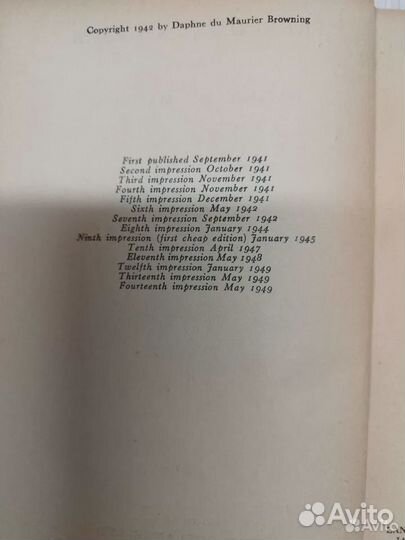 Copyright 1942 by Daphne du Maurier Browning
First published September 1941
Second impression October 1941
Third impression November 1941
Fourth impression November 1941
Fifth impression December 1941
Sixth impression May 1942
Seventh impression September 1942
Eighth impression January 1944
Ninth impression (first cheap edition) January 1945
Tenth impression April 1947
Eleventh impression May 1948
Twelfth impression January 1949
Thirteenth impression May 1949
Fourteenth impression May 1949
Avito